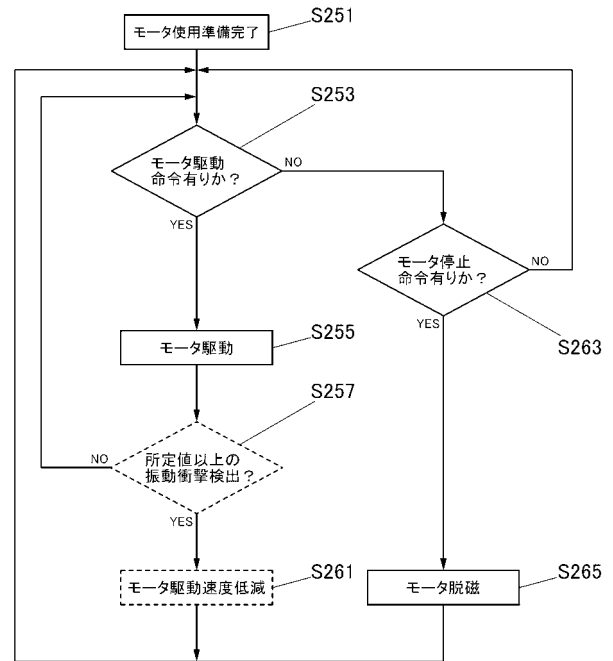 S251
モータ使用準備完了
S253
モータ駆動
命令有りか？
NO
YES
モータ停止
命令有りか？
NO
YES
S263
S255
モータ駆動
S257
所定値以上の
振動衝撃検出？
NO
YES
S261
モータ駆動速度低減
S265
モータ脱磁